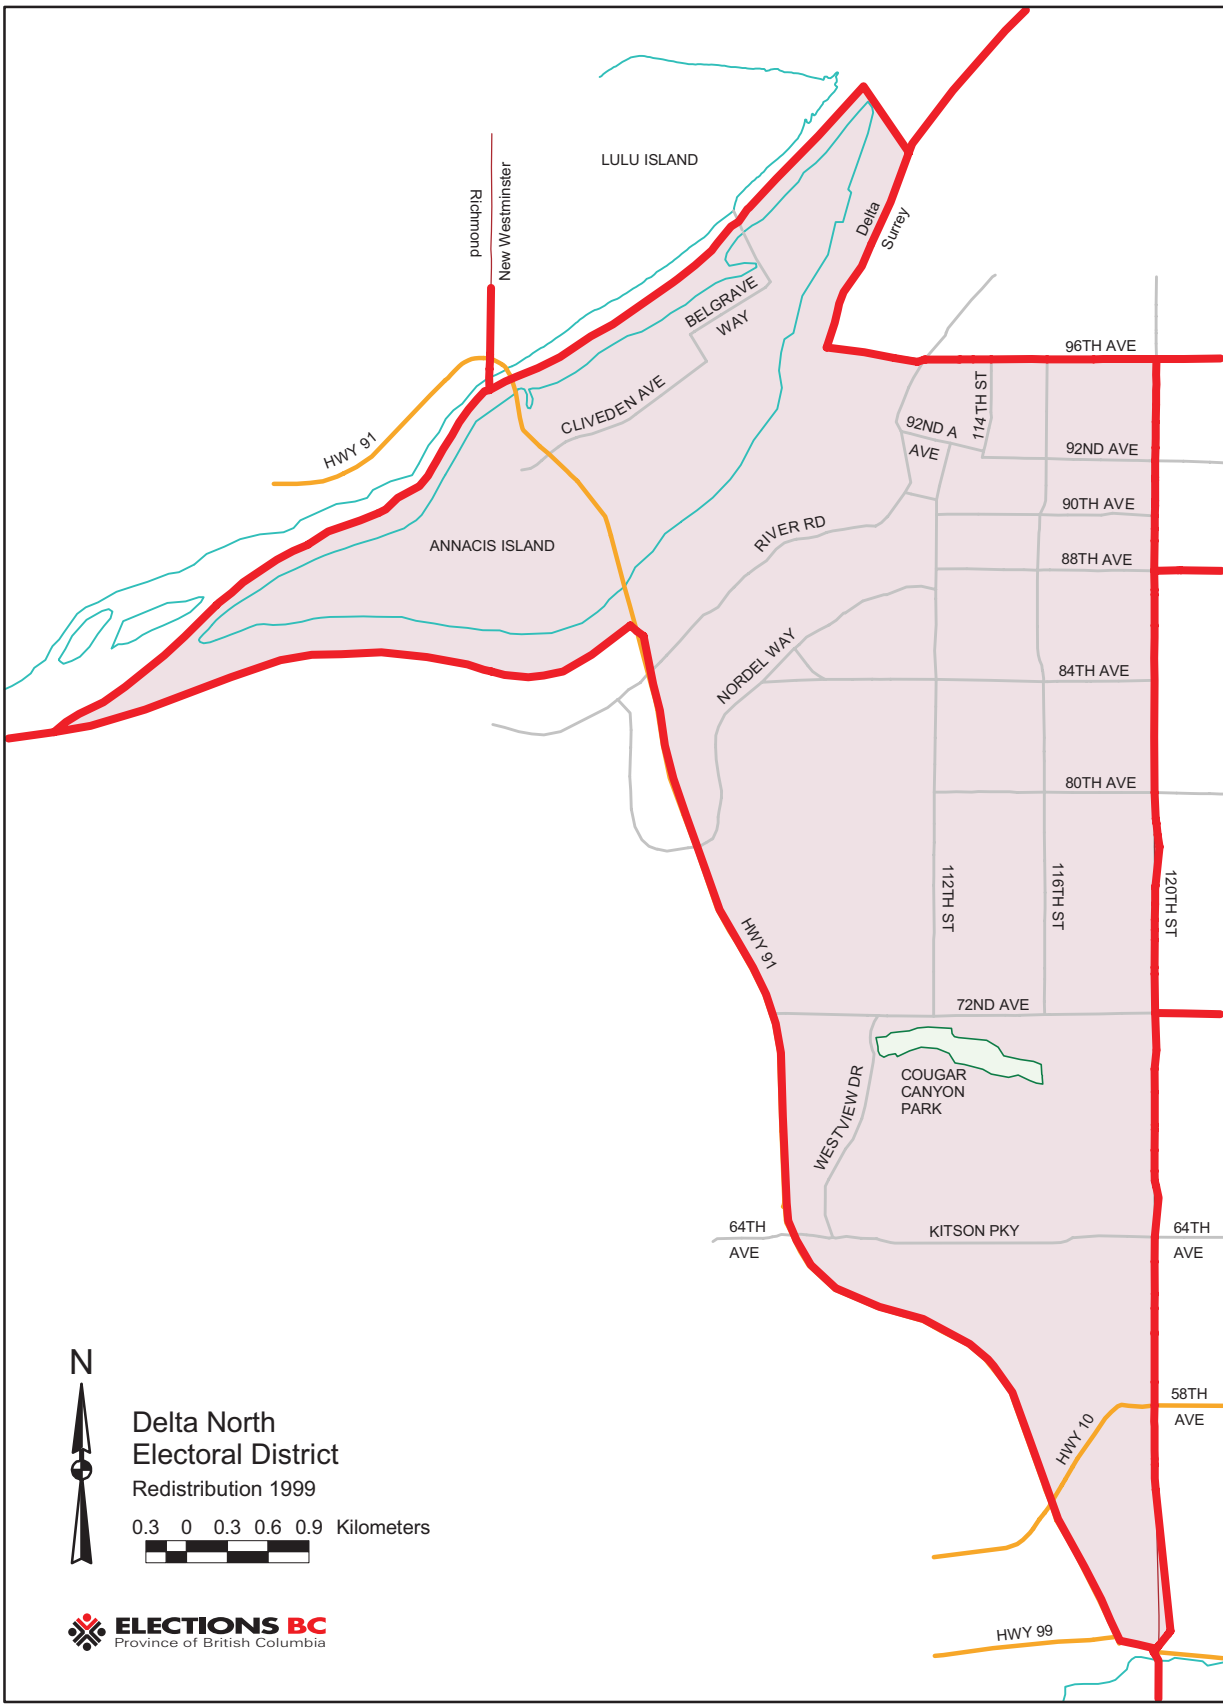 LULU ISLAND
Richmond
New Westminster
Delta
Surrey
BELGRAVE
WAY
96TH AVE
114TH ST
CLIVEDEN AVE
92ND A
AVE
92ND AVE
HWY 91
90TH AVE
RIVER RD
ANNACIS ISLAND
88TH AVE
NORDEL WAY
84TH AVE
80TH AVE
112TH ST
116TH ST
120TH ST
HWY 91
72ND AVE
COUGAR
CANYON
PARK
WESTVIEW DR
64TH
AVE
KITSON PKY
64TH
AVE
N
58TH
AVE
HWY 10
Delta North
Electoral District
Redistribution 1999
0.3 0 0.3 0.6 0.9 Kilometers
ELECTIONS BC
Province of British Columbia
HWY 99